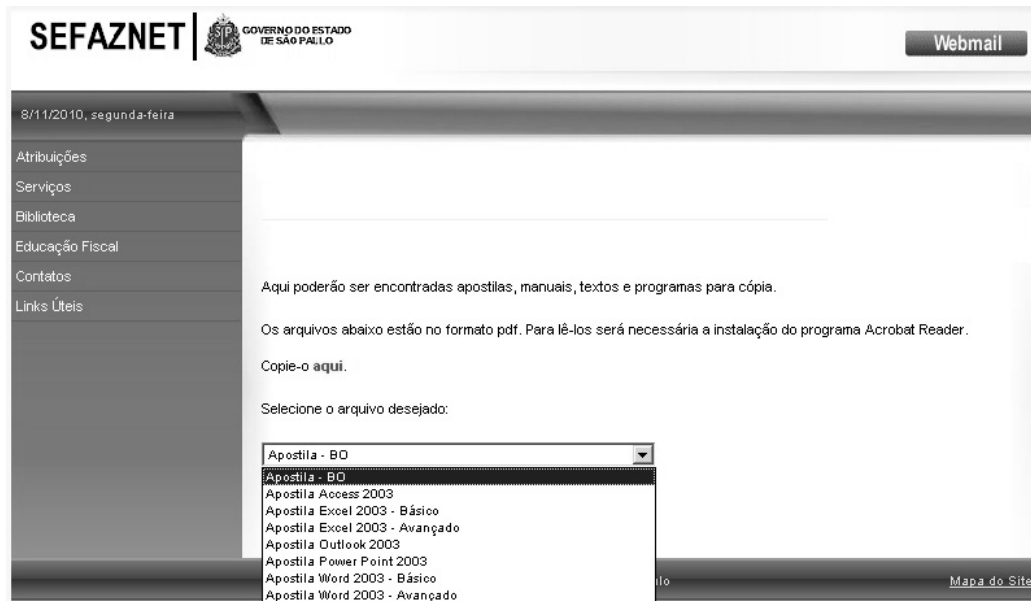 SEFAZNET
GOVERNO DO ESTADO
DE SÃO PAULO
Webmail
8/11/2010, segunda-feira
Atribuições
Serviços
Biblioteca
Educação Fiscal
Contatos
Links Úteis
Aqui poderão ser encontradas apostilas, manuais, textos e programas para cópia.
Os arquivos abaixo estão no formato pdf. Para lê-los será necessária a instalação do programa Acrobat Reader.
Copie-o aqui.
Selecione o arquivo desejado:
Apostila - BO
Apostila - BO
Apostila Access 2003
Apostila Excel 2003 - Básico
Apostila Excel 2003 - Avançado
Apostila Outlook 2003
Apostila Power Point 2003
Apostila Word 2003 - Básico
Apostila Word 2003 - Avançado
Mapa do Site